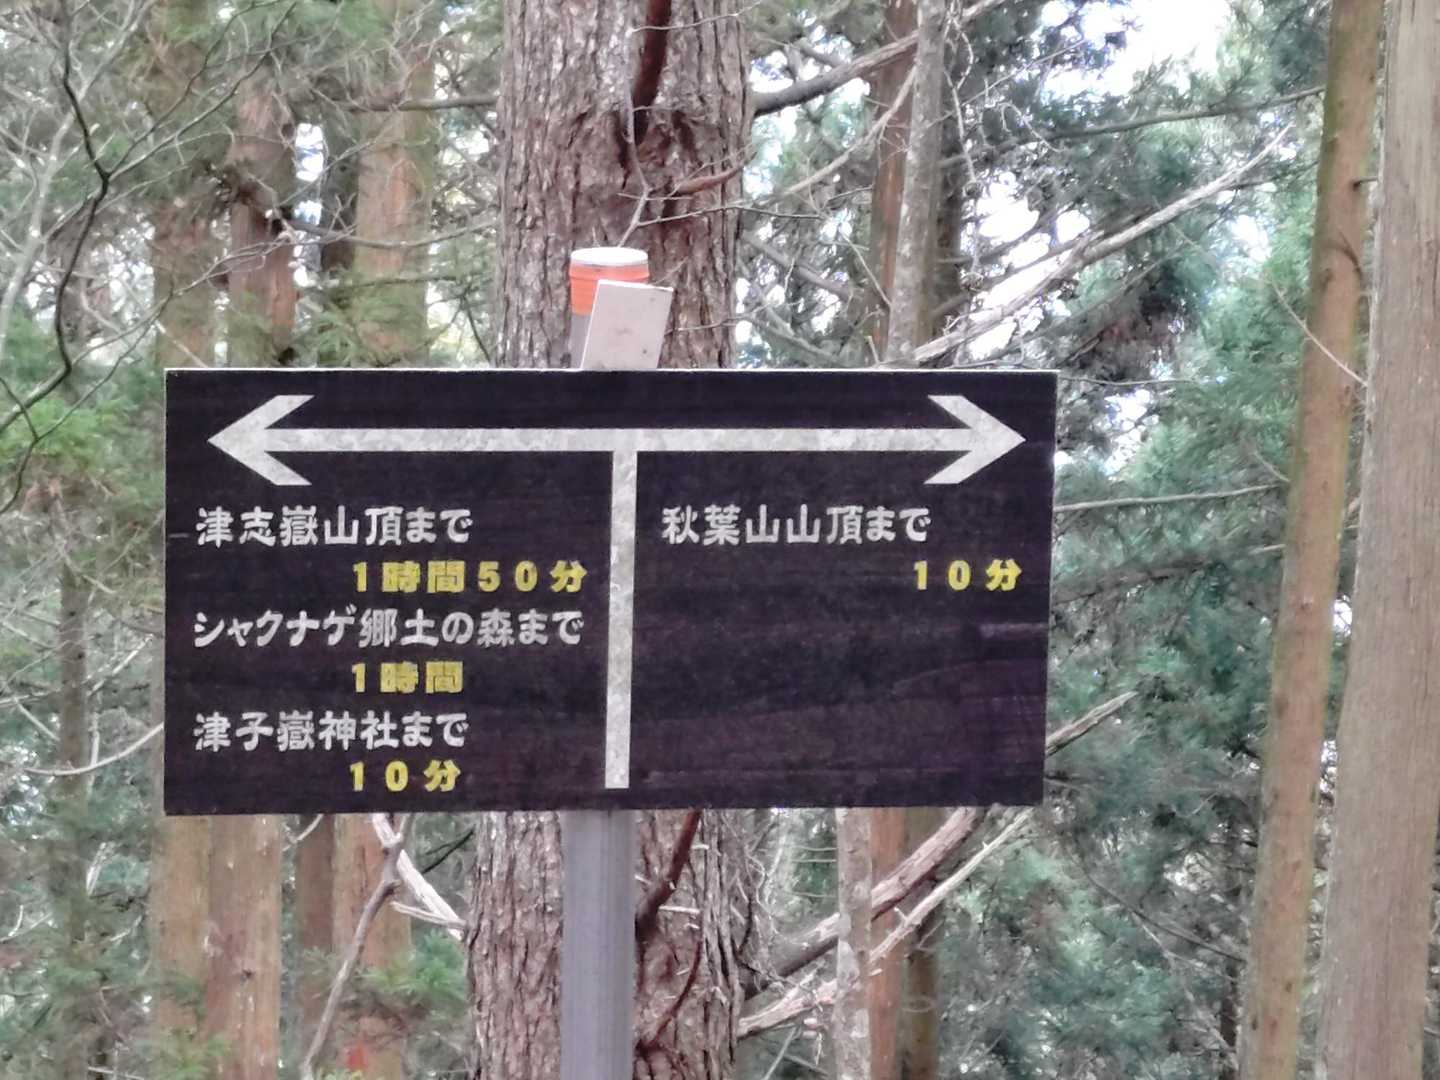 津志嶽山頂まで
1時間50分
シャクナゲ郷土の森まで
1時間
津子嶽神社まで
10分
秋葉山山頂まで
10分